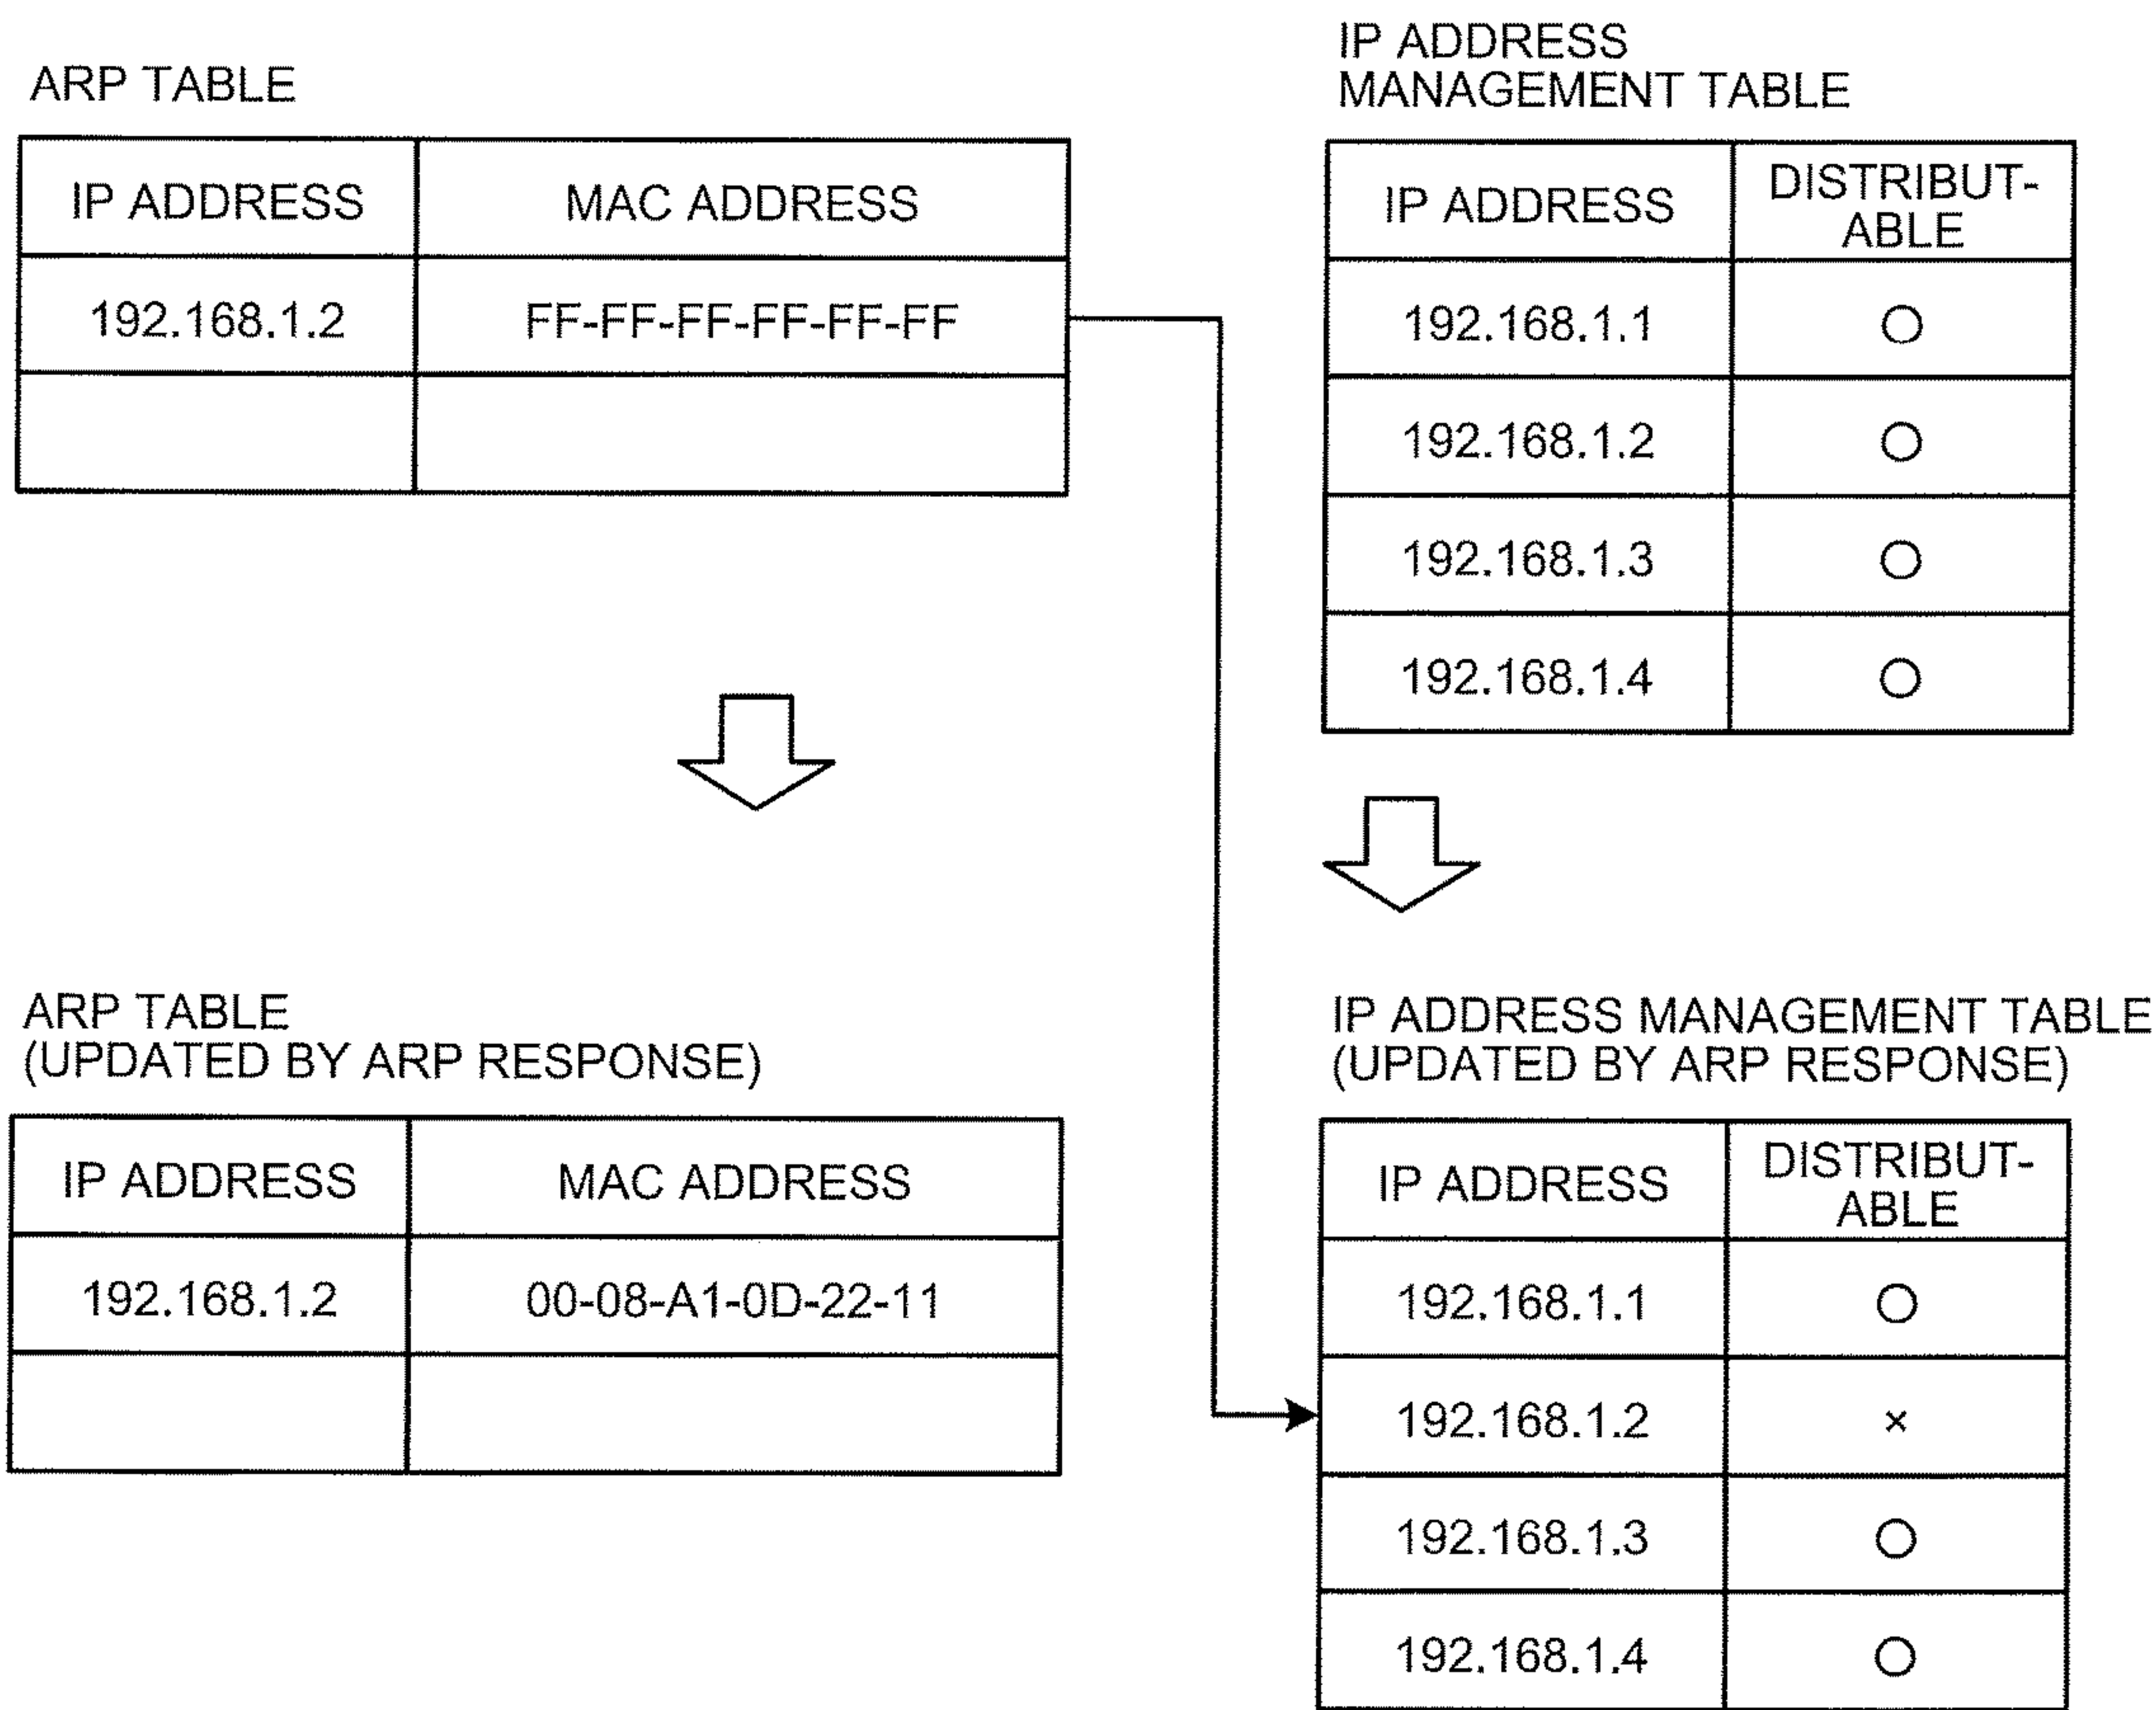 ARP TABLE
IP ADDRESS MAC ADDRESS
192.168.1.2 FF-FF-FF-FF-FF-FF
IP ADDRESS
MANAGEMENT TABLE
IP ADDRESS DISTRIBUT-
ABLE
192.168.1.1 ○
192.168.1.2 ○
192.168.1.3 ○
192.168.1.4 ○
ARP TABLE
(UPDATED BY ARP RESPONSE)
IP ADDRESS MAC ADDRESS
192.168.1.2 00-08-A1-0D-22-11
IP ADDRESS MANAGEMENT TABLE
(UPDATED BY ARP RESPONSE)
IP ADDRESS DISTRIBUT-
ABLE
192.168.1.1 ○
192.168.1.2 ×
192.168.1.3 ○
192.168.1.4 ○